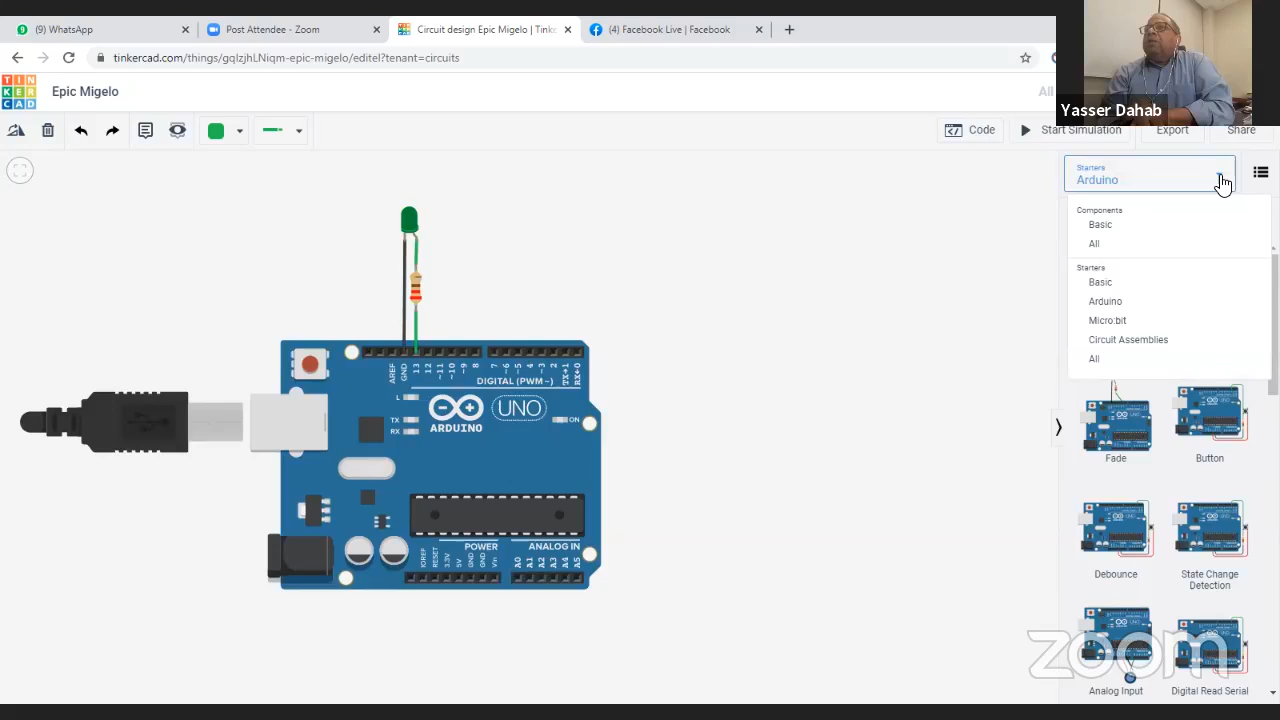 (9) WhatsApp
Post Attendee - Zoom
Circuit design Epic Migelo | Tinke
(4) Facebook Live | Facebook
tinkercad.com/things/gqlzjhLNiqm-epic-migelo/editel?tenant=circuits
Yasser Dahab
TIN
KER
CAD
Epic Migelo
All
Code
Start Simulation
Export
Share
Starters
Arduino
Components
Basic
All
Starters
Basic
Arduino
Micro:bit
Circuit Assemblies
All
Fade
Button
Debounce
State Change
Detection
Analog Input
Digital Read Serial
AREF
GND
13
12
~11
~10
~9
8
7
~6
~5
4
~3
2
TX→1
RX←0
DIGITAL (PWM ~)
L
TX
RX
UNO
ARDUINO
ON
POWER
ANALOG IN
IOREF
RESET
3.3V
5V
GND
GND
Vin
A0
A1
A2
A3
A4
A5
zoom